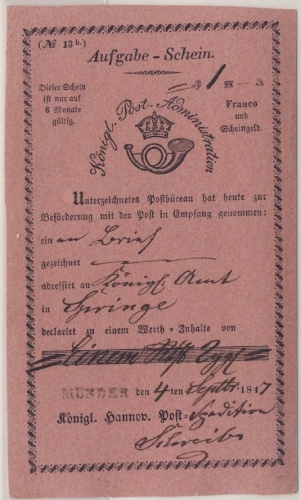 (№ 13 b.)
Aufgabe-Schein.
Dieser Schein
ist nur auf
6 Monate
gültig.
1
Franco
und
Scheingeld.
Königl. Post-Administration
Unterzeichnetes Postbüreau hat heute zur
Beförderung mit der Post in Empfang genommen:
ein en Brief
gezeichnet
adressirt an Königl. Amt
in Springe
declarirt zu einem Werth-Inhalte von
MÜNDER den 4ten Septbr 1847
Königl. Hannov. Post-Spedition